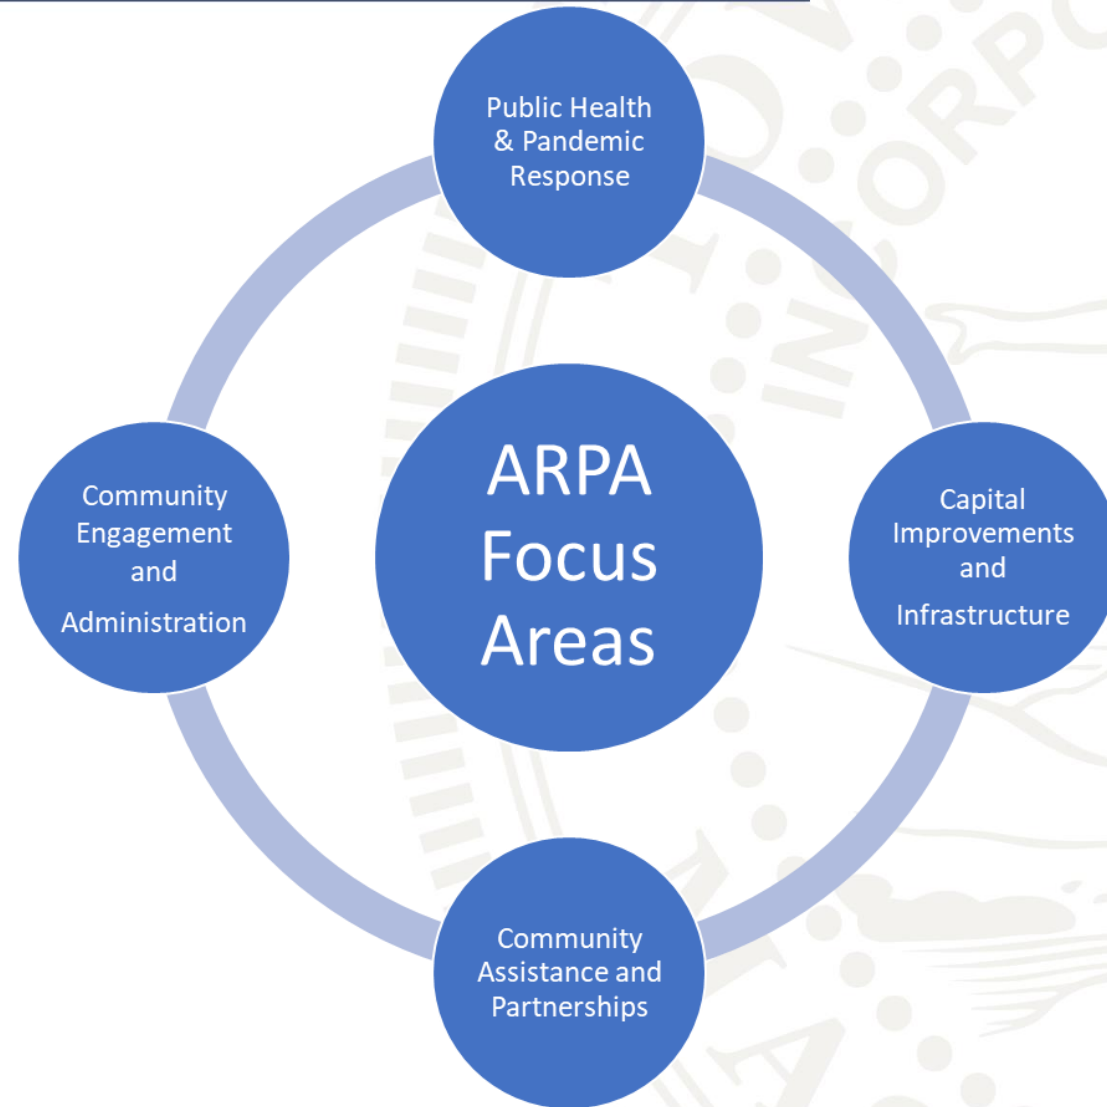 Public Health
& Pandemic
Response
Community
Engagement
and
Administration
ARPA
Focus
Areas
Capital
Improvements
and
Infrastructure
Community
Assistance and
Partnerships